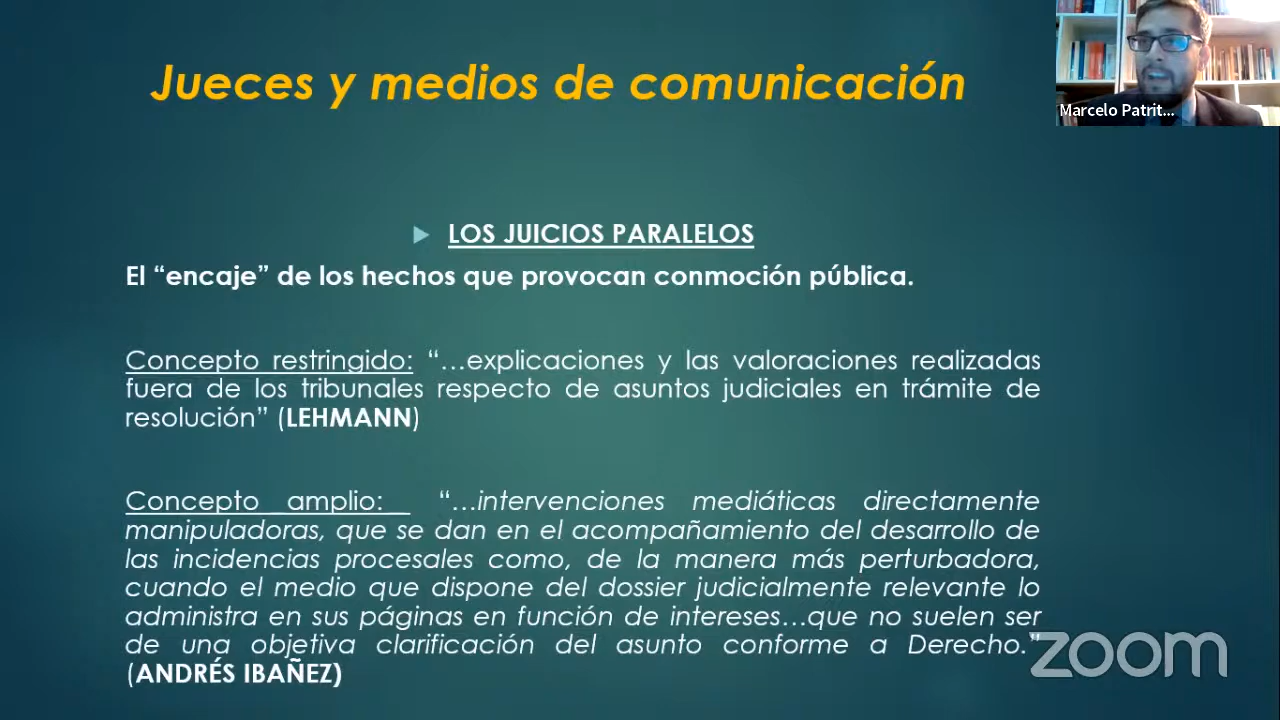 Jueces y medios de comunicación
Marcelo Patrit...
LOS JUICIOS PARALELOS
El “encaje” de los hechos que provocan conmoción pública.
Concepto restringido: “…explicaciones y las valoraciones realizadas
fuera de los tribunales respecto de asuntos judiciales en trámite de
resolución” (LEHMANN)
Concepto amplio: “…intervenciones mediáticas directamente
manipuladoras, que se dan en el acompañamiento del desarrollo de
las incidencias procesales como, de la manera más perturbadora,
cuando el medio que dispone del dossier judicialmente relevante lo
administra en sus páginas en función de intereses…que no suelen ser
de una objetiva clarificación del asunto conforme a Derecho.”
(ANDRÉS IBAÑEZ)
zoom